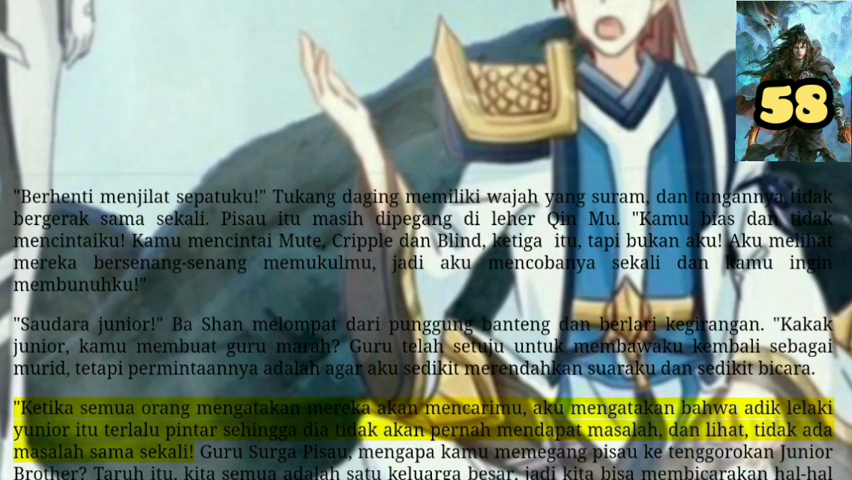 58
"Berhenti menjilat sepatuku!" Tukang daging memiliki wajah yang suram, dan tangannya tidak
bergerak sama sekali. Pisau itu masih dipegang di leher Qin Mu. "Kamu bias dan tidak
mencintaiku! Kamu mencintai Mute, Cripple dan Blind, ketiga itu, tapi bukan aku! Aku melihat
mereka bersenang-senang memukulmu, jadi aku mencobanya sekali dan kamu ingin
membunuhku!"
"Saudara junior!" Ba Shan melompat dari punggung banteng dan berlari kegirangan. "Kakak
junior, kamu membuat guru marah? Guru telah setuju untuk membawaku kembali sebagai
murid, tetapi permintaannya adalah agar aku sedikit merendahkan suaraku dan sedikit bicara.
"Ketika semua orang mengatakan mereka akan mencarimu, aku mengatakan bahwa adik lelaki
yunior itu terlalu pintar sehingga dia tidak akan pernah mendapat masalah, dan lihat, tidak ada
masalah sama sekali! Guru Surga Pisau, mengapa kamu memegang pisau ke tenggorokan Junior
Brother? Taruh itu, kita semua adalah satu keluarga besar, jadi kita bisa membicarakan hal-hal